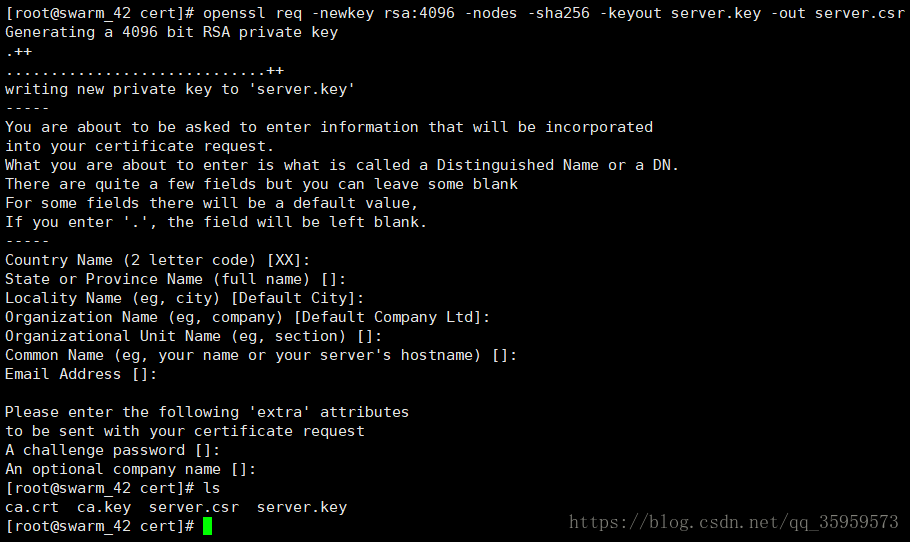 [root@swarm_42 cert]# openssl req -newkey rsa:4096 -nodes -sha256 -keyout server.key -out server.csr
Generating a 4096 bit RSA private key
.++
.............................++
writing new private key to 'server.key'
-----
You are about to be asked to enter information that will be incorporated
into your certificate request.
What you are about to enter is what is called a Distinguished Name or a DN.
There are quite a few fields but you can leave some blank
For some fields there will be a default value,
If you enter '.', the field will be left blank.
-----
Country Name (2 letter code) [XX]:
State or Province Name (full name) []:
Locality Name (eg, city) [Default City]:
Organization Name (eg, company) [Default Company Ltd]:
Organizational Unit Name (eg, section) []:
Common Name (eg, your name or your server's hostname) []:
Email Address []:

Please enter the following 'extra' attributes
to be sent with your certificate request
A challenge password []:
An optional company name []:
[root@swarm_42 cert]# ls
ca.crt  ca.key  server.csr  server.key
[root@swarm_42 cert]#
https://blog.csdn.net/qq_35959573